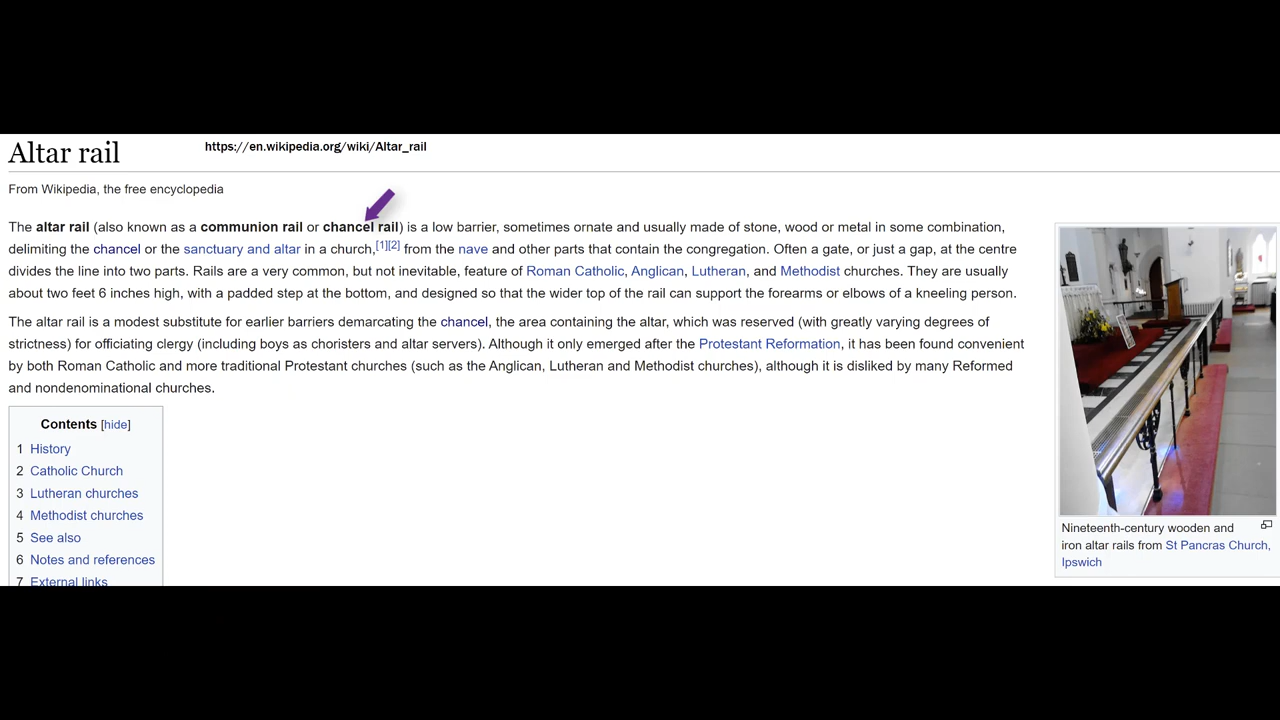 Altar rail
https://en.wikipedia.org/wiki/Altar_rail
From Wikipedia, the free encyclopedia
The altar rail (also known as a communion rail or chancel rail) is a low barrier, sometimes ornate and usually made of stone, wood or metal in some combination,
delimiting the chancel or the sanctuary and altar in a church,[1][2] from the nave and other parts that contain the congregation. Often a gate, or just a gap, at the centre
divides the line into two parts. Rails are a very common, but not inevitable, feature of Roman Catholic, Anglican, Lutheran, and Methodist churches. They are usually
about two feet 6 inches high, with a padded step at the bottom, and designed so that the wider top of the rail can support the forearms or elbows of a kneeling person.
The altar rail is a modest substitute for earlier barriers demarcating the chancel, the area containing the altar, which was reserved (with greatly varying degrees of
strictness) for officiating clergy (including boys as choristers and altar servers). Although it only emerged after the Protestant Reformation, it has been found convenient
by both Roman Catholic and more traditional Protestant churches (such as the Anglican, Lutheran and Methodist churches), although it is disliked by many Reformed
and nondenominational churches.
Contents [hide]
1 History
2 Catholic Church
3 Lutheran churches
4 Methodist churches
5 See also
6 Notes and references
7 External links
Nineteenth-century wooden and
iron altar rails from St Pancras Church,
Ipswich